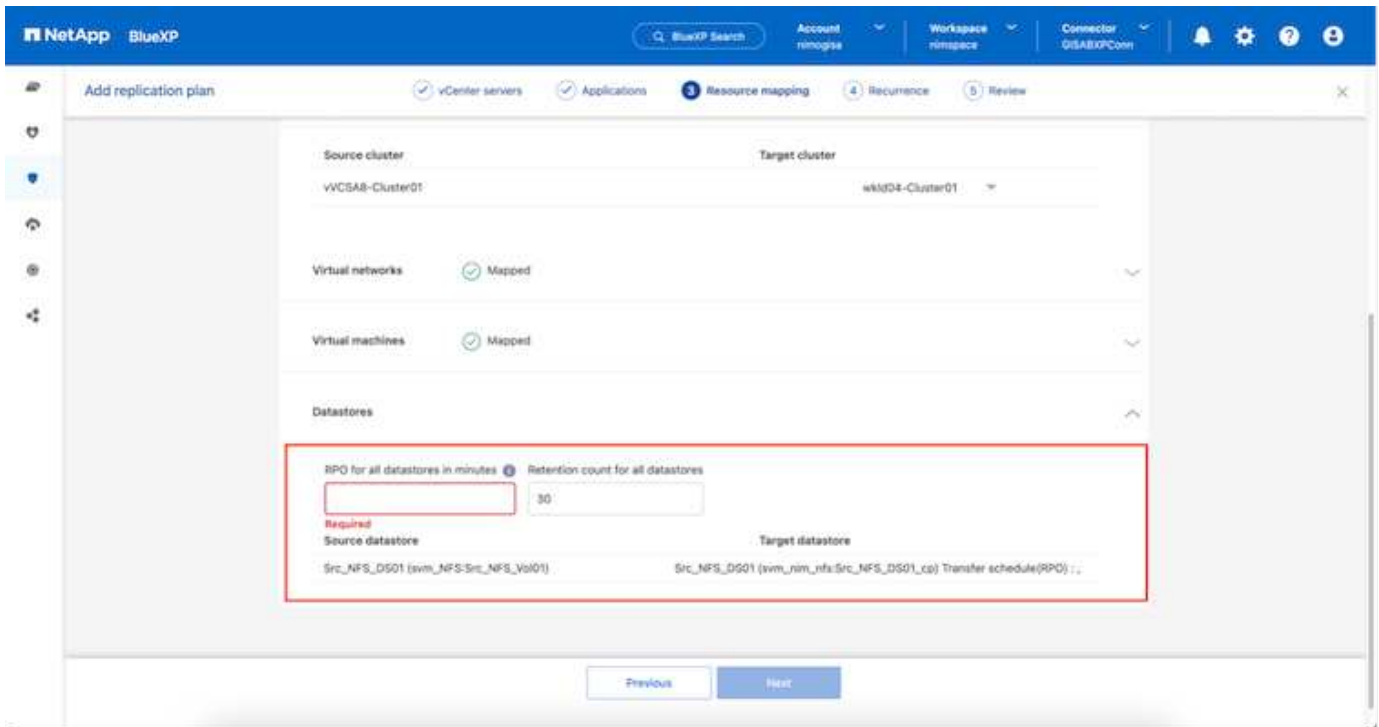 NetApp BlueXP
BlueXP Search
Account
nimogisa
Workspace
nimspace
Connector
GISABXPConn
Add replication plan
vCenter servers
Applications
3 Resource mapping
4 Recurrence
5 Review
Source cluster Target cluster
vVCSA8-Cluster01 wkld04-Cluster01
Virtual networks Mapped
Virtual machines Mapped
Datastores
RPO for all datastores in minutes i Retention count for all datastores
30
Required
Source datastore Target datastore
Src_NFS_DS01 (svm_NFS:Src_NFS_Vol01) Src_NFS_DS01 (svm_nim_nfs:Src_NFS_DS01_cp) Transfer schedule(RPO) : ,
Previous Next